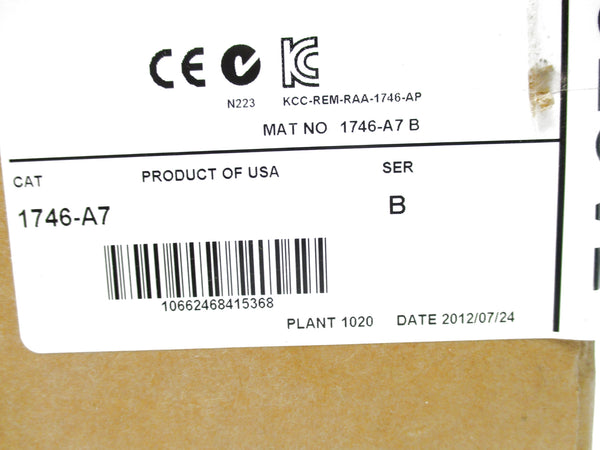 CE
N223 KCC-REM-RAA-1746-AP
MAT NO 1746-A7 B
CAT PRODUCT OF USA SER
1746-A7 B
10662468415368
PLANT 1020 DATE 2012/07/24